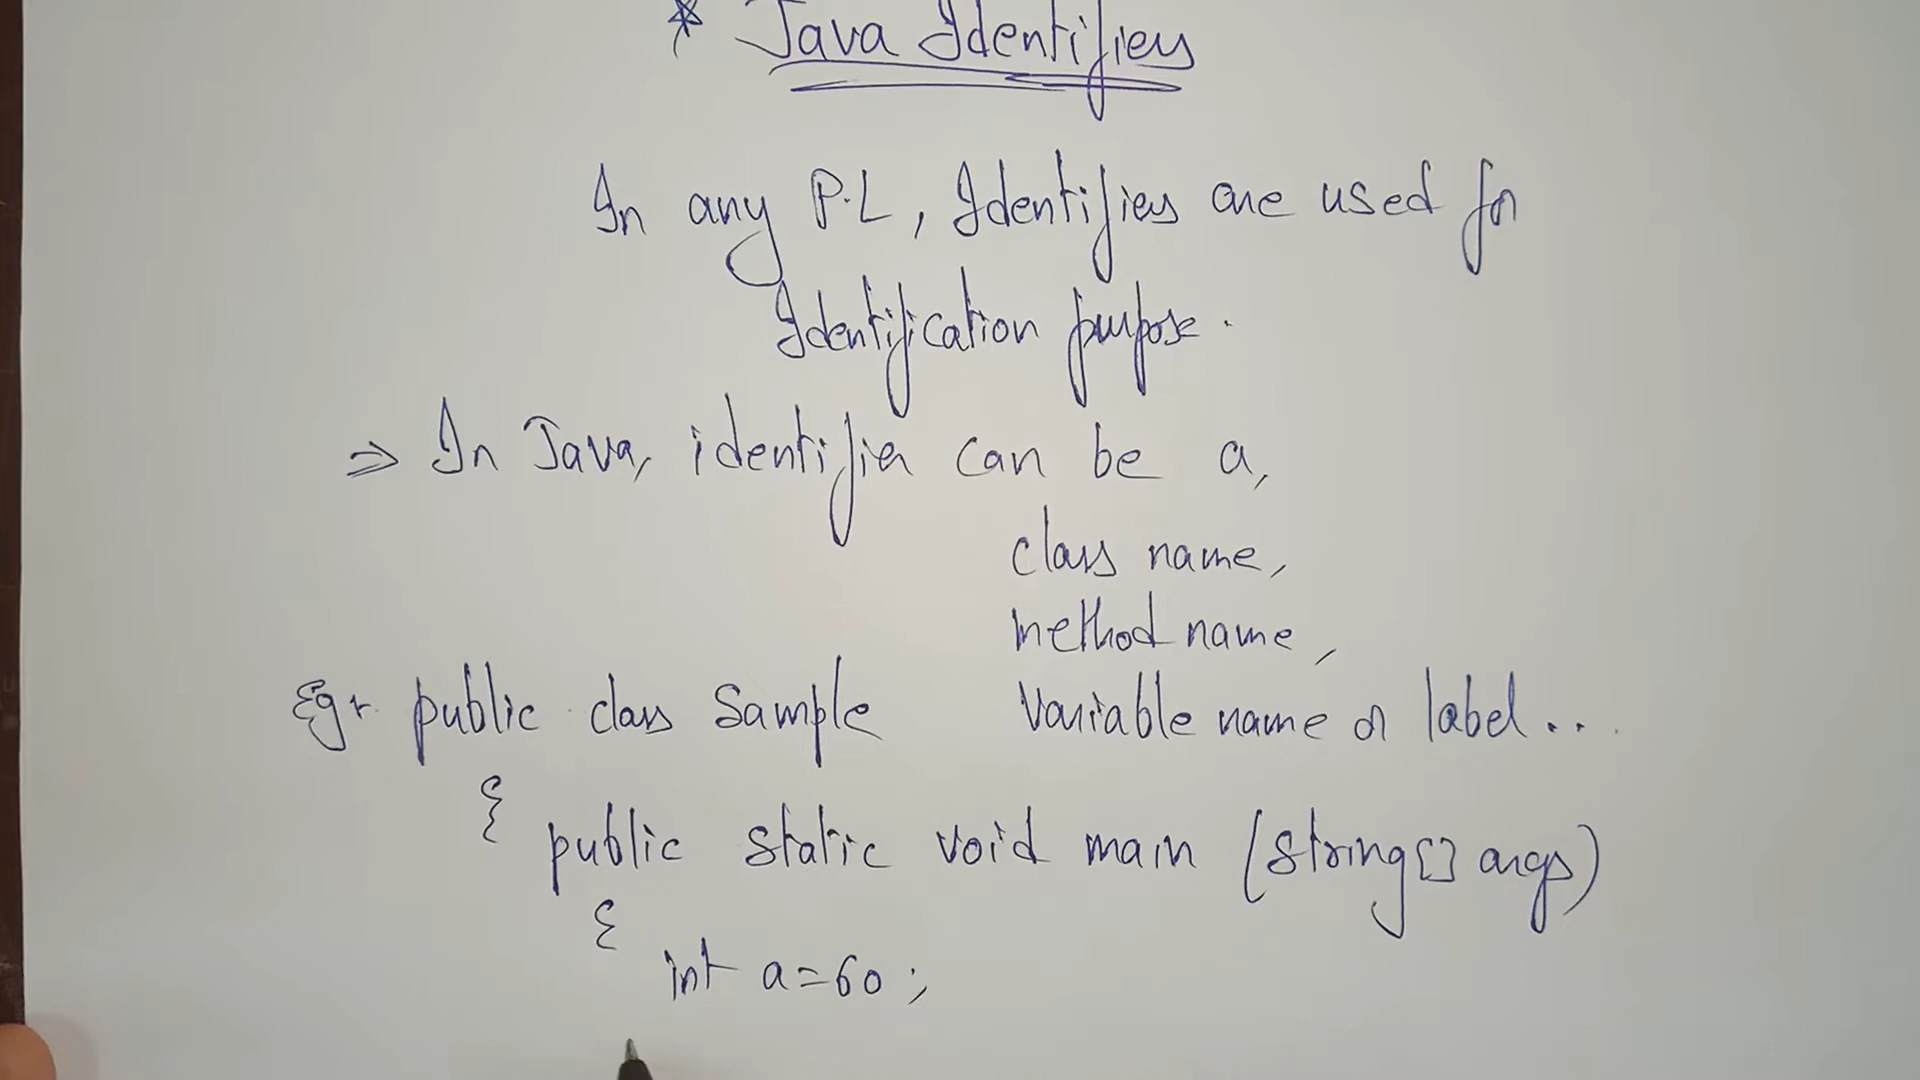 * Java Identifiers
In any P.L, Identifiers are used for
Identification purpose.
⇒ In Java, identifier can be a,
class name,
method name,
Variable name or label...
Eg:- public class Sample
{
public static void main (String[] args)
{
int a=60;